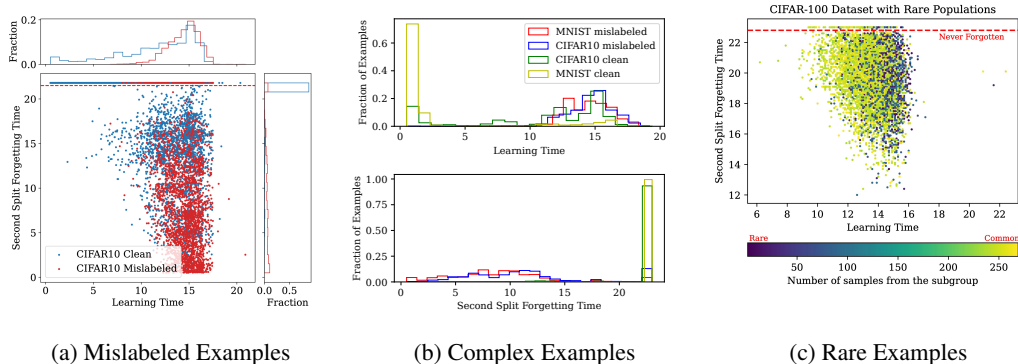 0.2
Fraction
0.0
20
15
10
5
0
Second Split Forgetting Time
CIFAR10 Clean
CIFAR10 Mislabeled
0 5 10 15 20
Learning Time
0.0 0.8
Fraction
(a) Mislabeled Examples
MNIST mislabeled
CIFAR10 mislabeled
CIFAR10 clean
MNIST clean
0.6
0.4
0.2
0.0
Fraction of Examples
0 5 10 15 20
Learning Time
1.00
0.75
0.50
0.25
0.00
Fraction of Examples
0 5 10 15 20
Second Split Forgetting Time
(b) Complex Examples
CIFAR-100 Dataset with Rare Populations
Never Forgotten
22
20
18
16
14
12
Second Split Forgetting Time
6 8 10 12 14 16 18 20 22
Learning Time
Rare Common
50 100 150 200 250
Number of samples from the subgroup
(c) Rare Examples